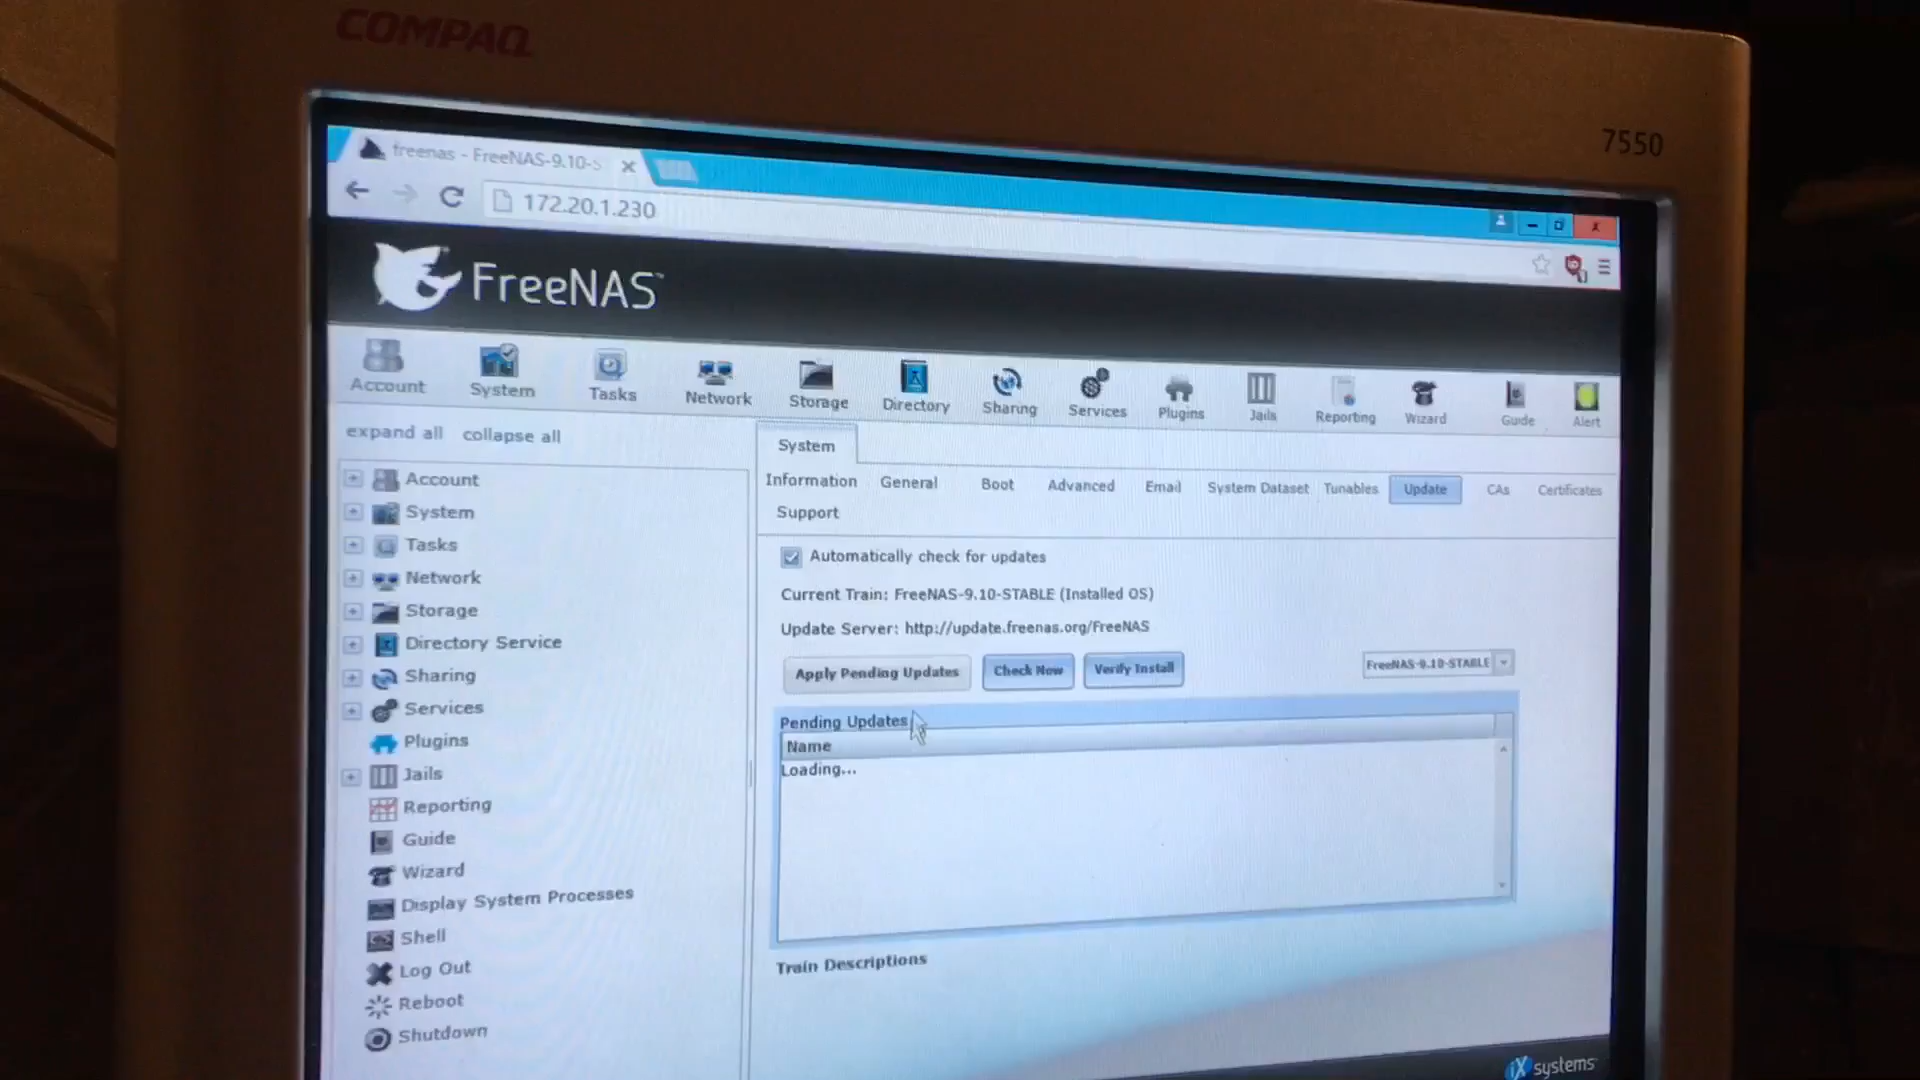 COMPAQ
7550
freenas - FreeNAS-9.10-
172.20.1.230
FreeNAS™
Account
System
Tasks
Network
Storage
Directory
Sharing
Services
Plugins
Jails
Reporting
Wizard
Guide
Alert
expand all collapse all
Account
System
Tasks
Network
Storage
Directory Service
Sharing
Services
Plugins
Jails
Reporting
Guide
Wizard
Display System Processes
Shell
Log Out
Reboot
Shutdown
System
Information General Boot Advanced Email System Dataset Tunables Update CAs Certificates
Support
Automatically check for updates
Current Train: FreeNAS-9.10-STABLE (Installed OS)
Update Server: http://update.freenas.org/FreeNAS
Apply Pending Updates Check Now Verify Install FreeNAS-9.10-STABLE
Pending Updates
Name
Loading...
Train Descriptions
iXsystems